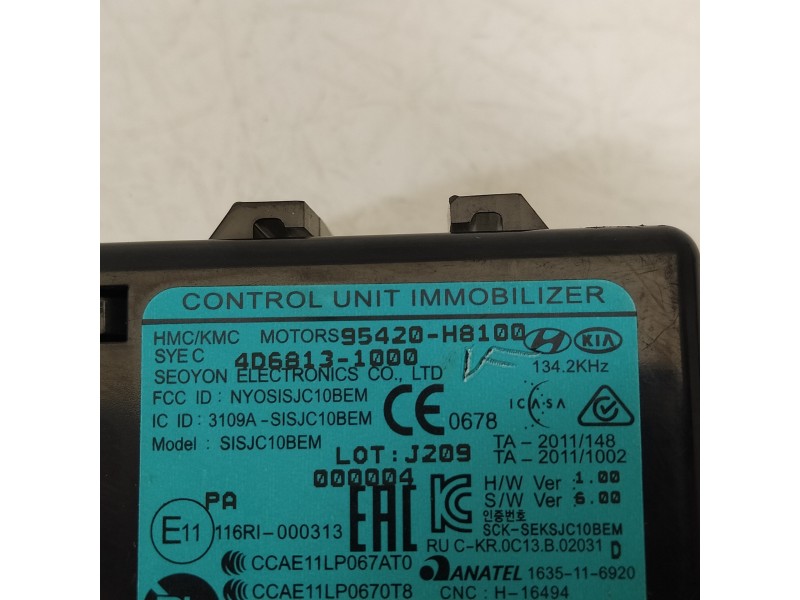 CONTROL UNIT IMMOBILIZER
HMC/KMC MOTORS 95420-H8100 KIA
SYE C 4D6813-1000 134.2KHz
SEOYON ELECTRONICS CO., LTD
FCC ID : NYOSISJC10BEM CE 0678 ICASA
IC ID : 3109A-SISJC10BEM
Model : SISJC10BEM TA-2011/148
LOT:J209 TA-2011/1002
000004 H/W Ver 1.00
PA EAC S/W Ver 6.00
인증번호
E11 116RI-000313 SCK-SEKSJC10BEM
RU C-KR.0C13.B.02031 D
CCAE11LP067AT0 ANATEL 1635-11-6920
CCAE11LP0670T8 CNC : H-16494